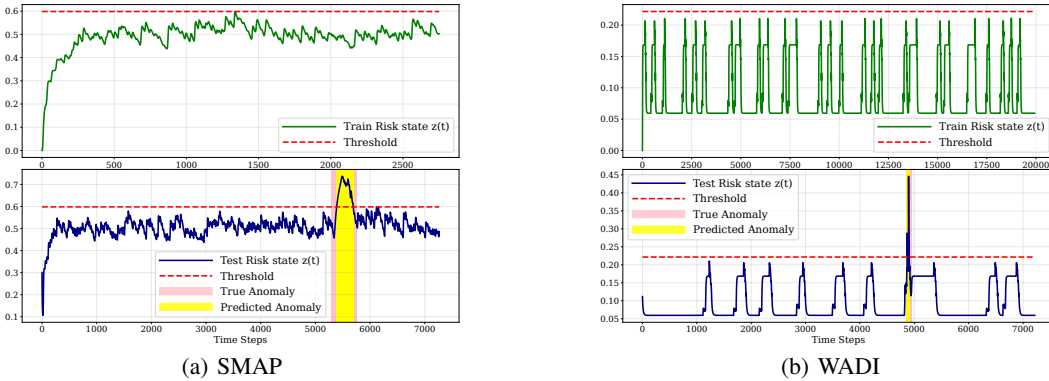 0.6
0.5
0.4
0.3
0.2
0.1
0.0
Train Risk state z(t)
Threshold
0 500 1000 1500 2000 2500
0.7
0.6
0.5
0.4
0.3
0.2
0.1
Test Risk state z(t)
Threshold
True Anomaly
Predicted Anomaly
0 1000 2000 3000 4000 5000 6000 7000
Time Steps
(a) SMAP
0.20
0.15
0.10
0.05
0.00
Train Risk state z(t)
Threshold
0 2500 5000 7500 10000 12500 15000 17500 20000
0.45
0.40
0.35
0.30
0.25
0.20
0.15
0.10
0.05
Test Risk state z(t)
Threshold
True Anomaly
Predicted Anomaly
0 1000 2000 3000 4000 5000 6000 7000
Time Steps
(b) WADI